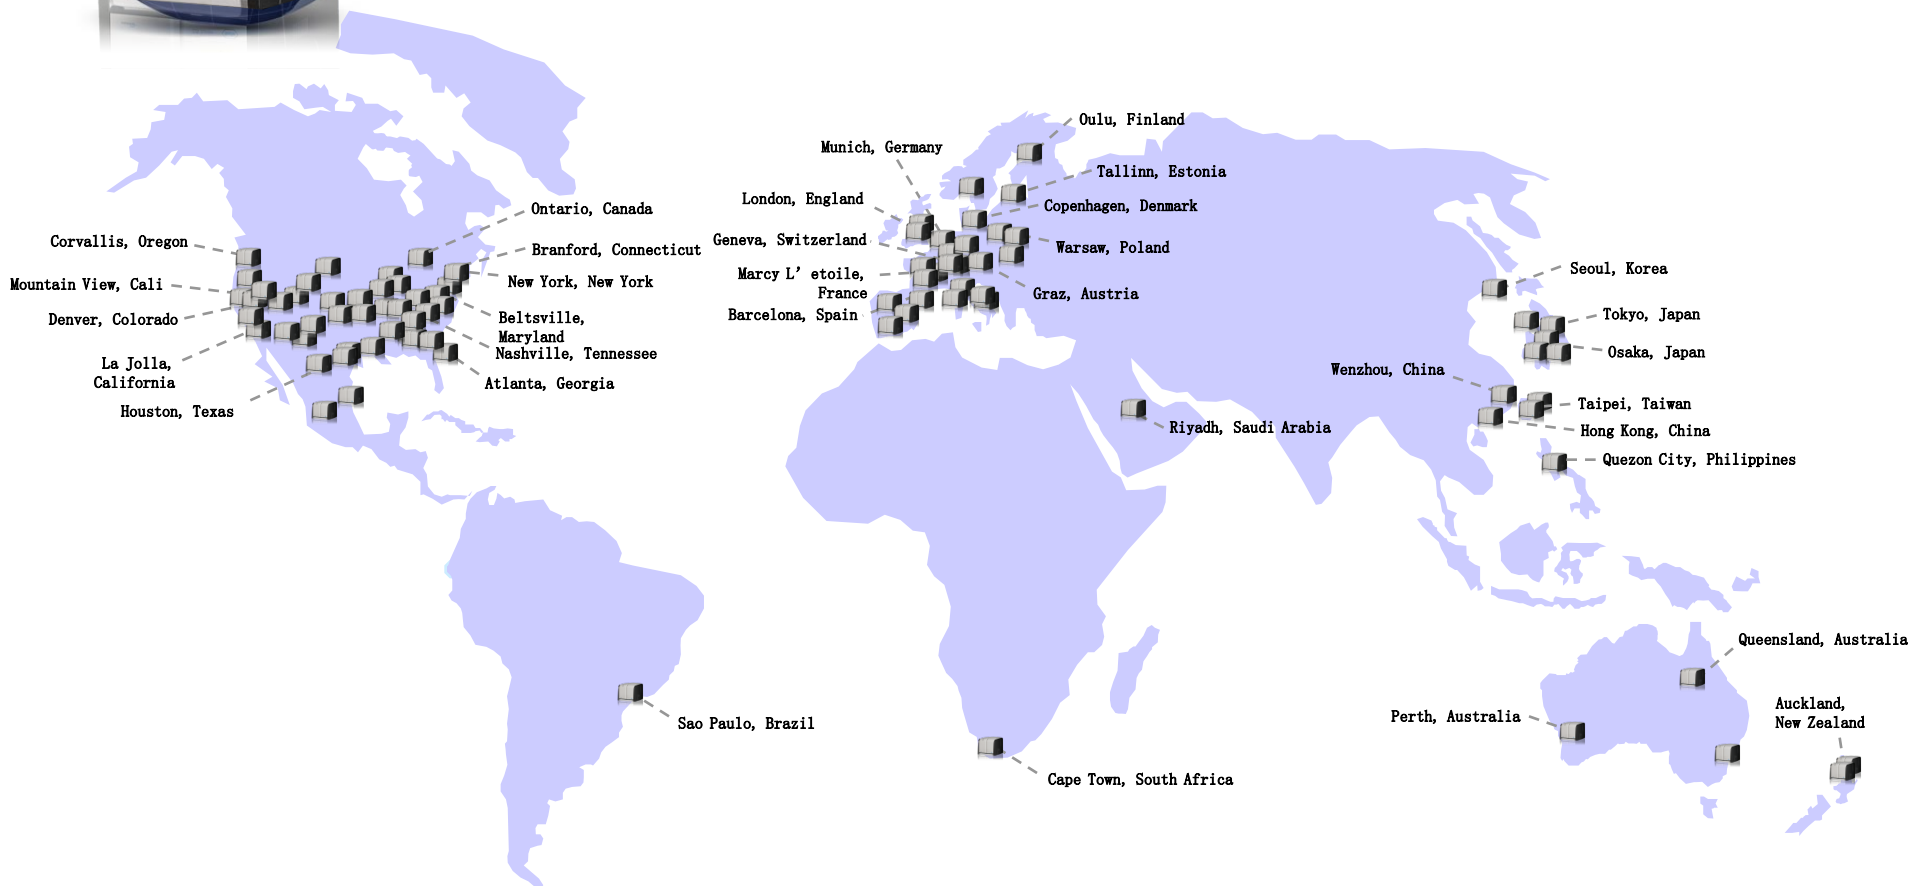 Oulu, Finland
Munich, Germany
Tallinn, Estonia
London, England
Copenhagen, Denmark
Ontario, Canada
Geneva, Switzerland
Warsaw, Poland
Corvallis, Oregon
Branford, Connecticut
Marcy L' etoile,
France
Seoul, Korea
Mountain View, Cali
New York, New York
Graz, Austria
Denver, Colorado
Beltsville,
Maryland
Barcelona, Spain
Tokyo, Japan
Nashville, Tennessee
Osaka, Japan
La Jolla,
California
Atlanta, Georgia
Wenzhou, China
Houston, Texas
Taipei, Taiwan
Riyadh, Saudi Arabia
Hong Kong, China
Quezon City, Philippines
Queensland, Australia
Auckland,
New Zealand
Perth, Australia
Sao Paulo, Brazil
Cape Town, South Africa